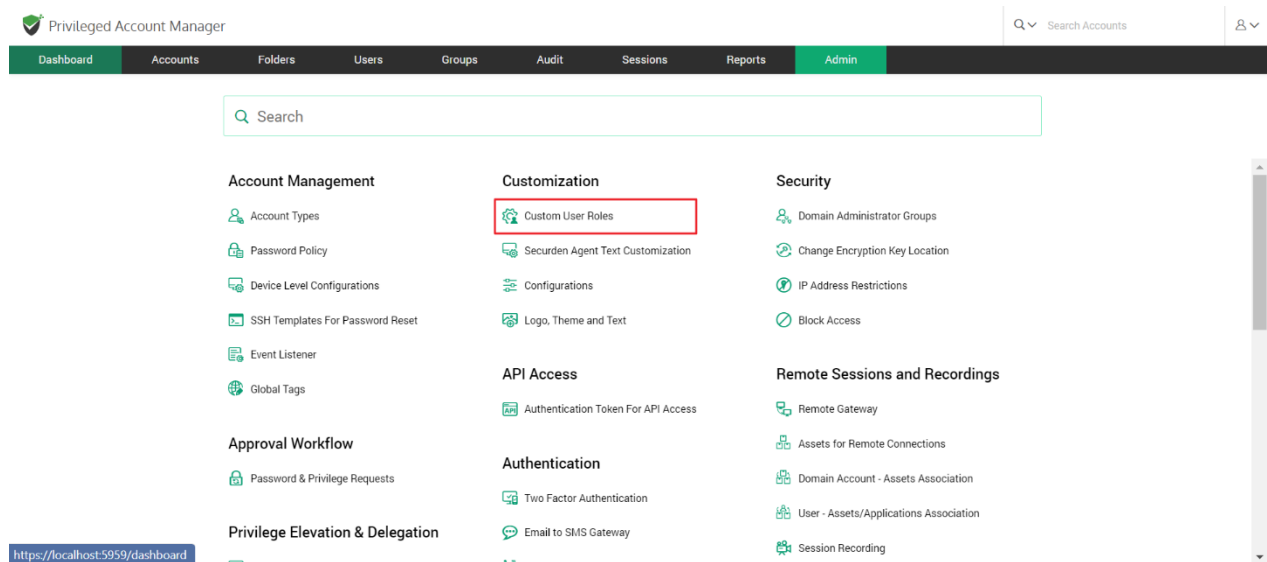 Privileged Account Manager
Search Accounts
Dashboard Accounts Folders Users Groups Audit Sessions Reports Admin
Search
Account Management
Account Types
Password Policy
Device Level Configurations
SSH Templates For Password Reset
Event Listener
Global Tags
Approval Workflow
Password & Privilege Requests
Privilege Elevation & Delegation
Customization
Custom User Roles
Securden Agent Text Customization
Configurations
Logo, Theme and Text
API Access
API
Authentication Token For API Access
Authentication
Two Factor Authentication
Email to SMS Gateway
Security
Domain Administrator Groups
Change Encryption Key Location
IP Address Restrictions
Block Access
Remote Sessions and Recordings
Remote Gateway
Assets for Remote Connections
Domain Account - Assets Association
User - Assets/Applications Association
Session Recording
https://localhost:5959/dashboard